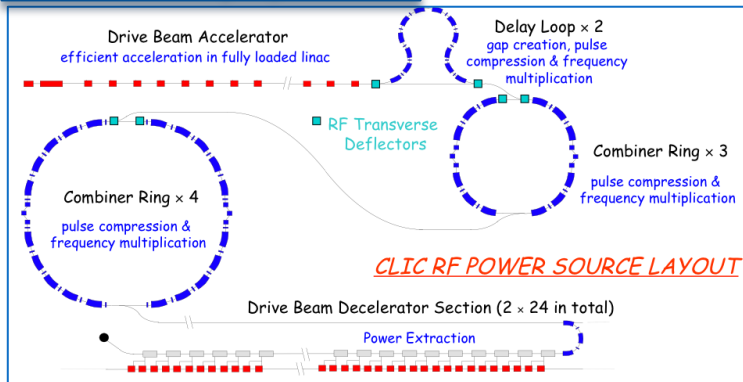 Drive Beam Accelerator
efficient acceleration in fully loaded linac
Delay Loop × 2
gap creation, pulse
compression & frequency
multiplication
RF Transverse
Deflectors
Combiner Ring × 3
pulse compression &
frequency multiplication
Combiner Ring × 4
pulse compression &
frequency multiplication
CLIC RF POWER SOURCE LAYOUT
Drive Beam Decelerator Section (2 × 24 in total)
Power Extraction